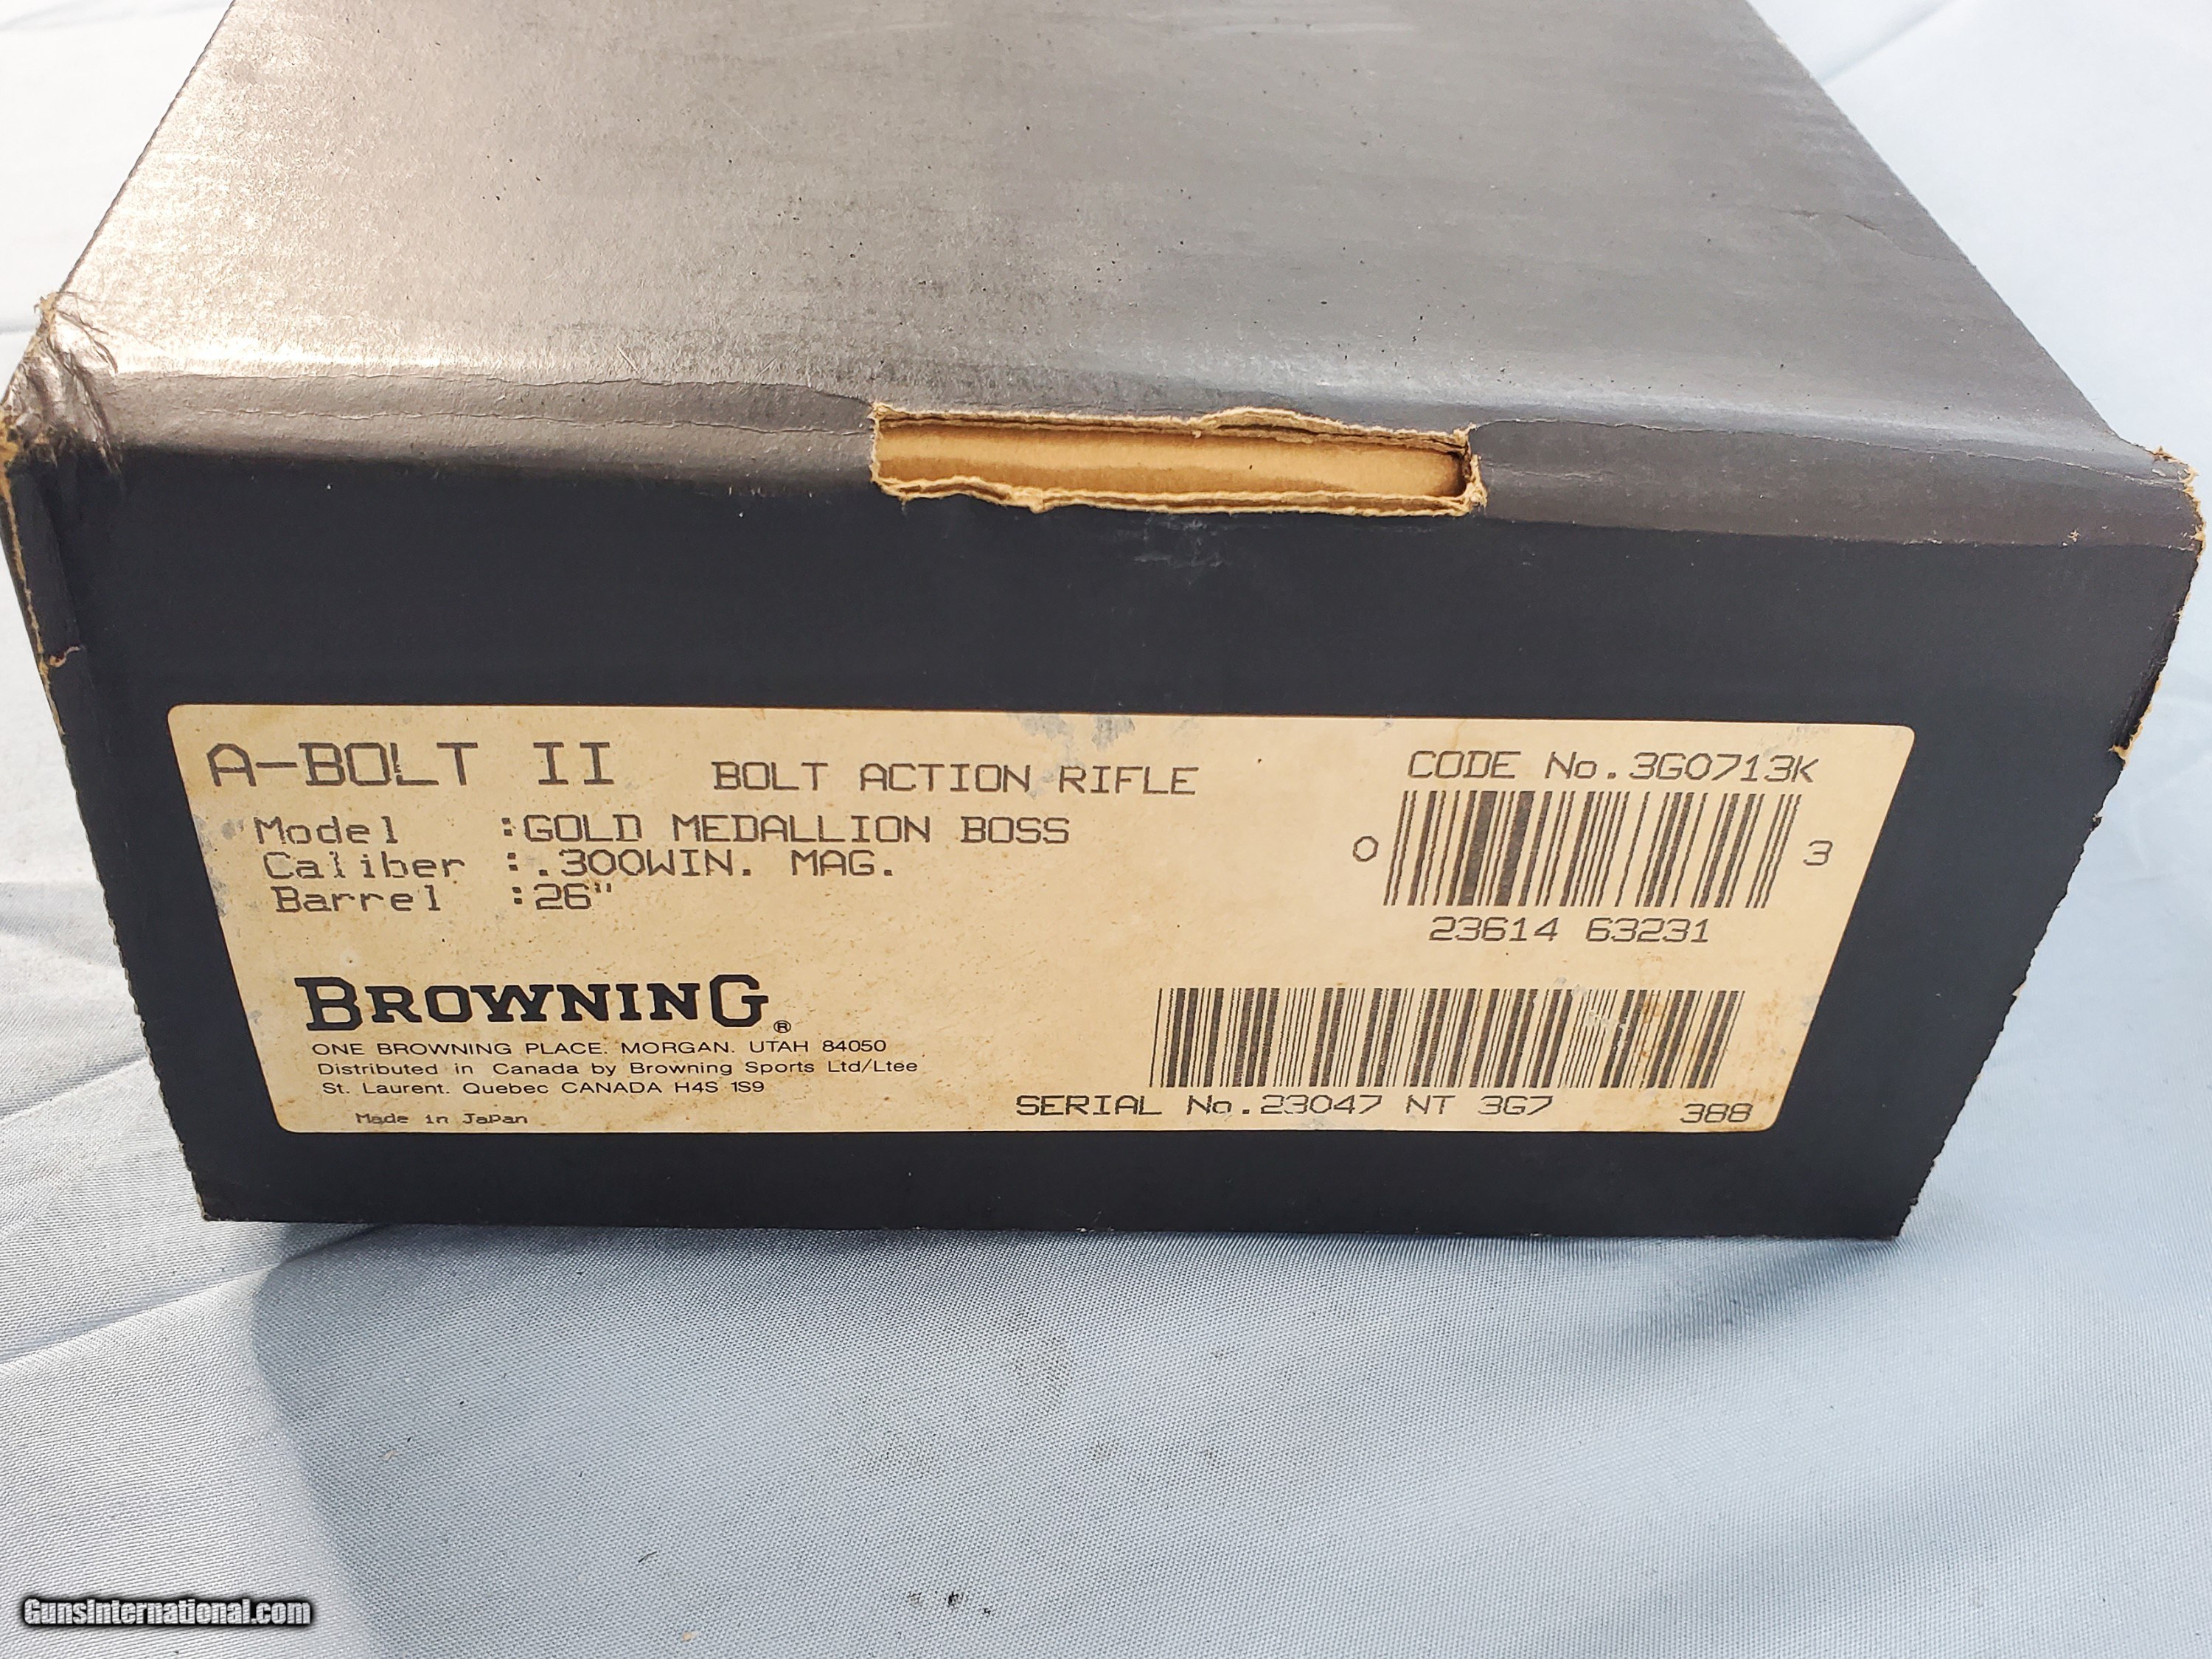 A-BOLT II BOLT ACTION RIFLE
Model :GOLD MEDALLION BOSS
Caliber :.300WIN. MAG.
Barrel :26"
CODE No.3G0713K
0 3
23614 63231
BROWNING®
ONE BROWNING PLACE. MORGAN. UTAH 84050
Distributed in Canada by Browning Sports Ltd/Ltee
St. Laurent. Quebec CANADA H4S 1S9
Made in Japan
SERIAL No.23047 NT 3G7 388
GunsInternational.com